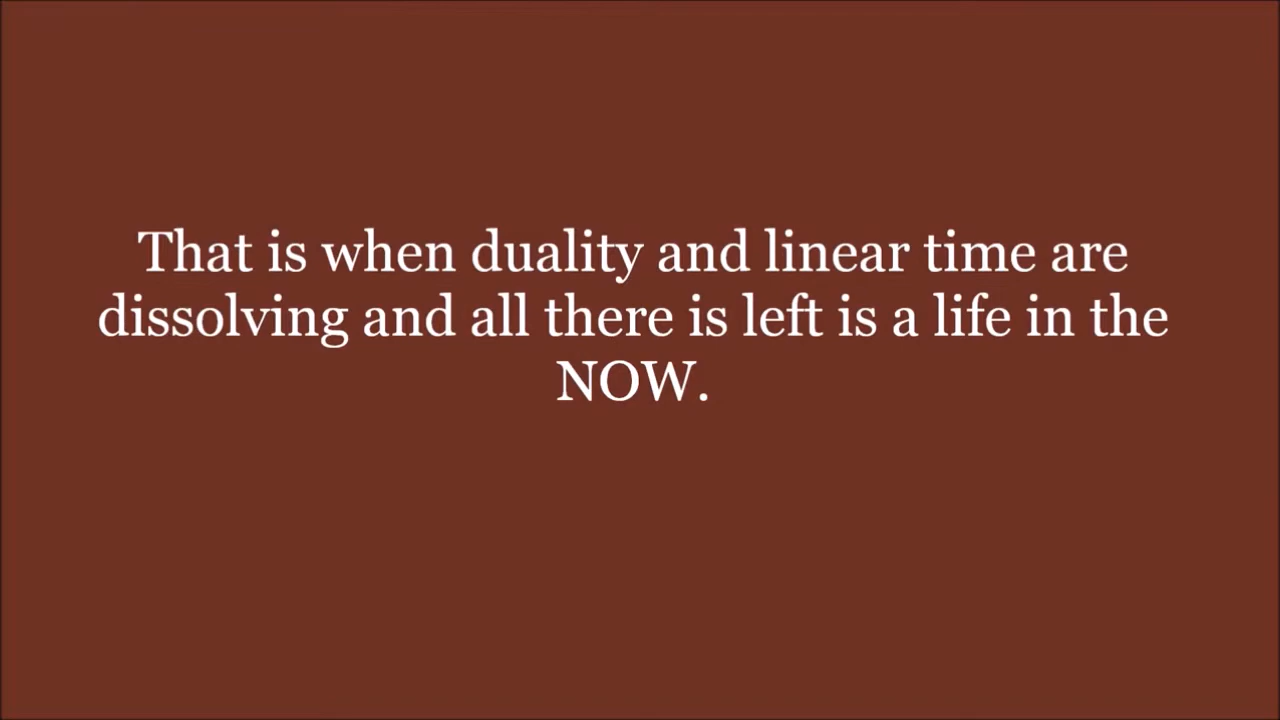 That is when duality and linear time are
dissolving and all there is left is a life in the
NOW.